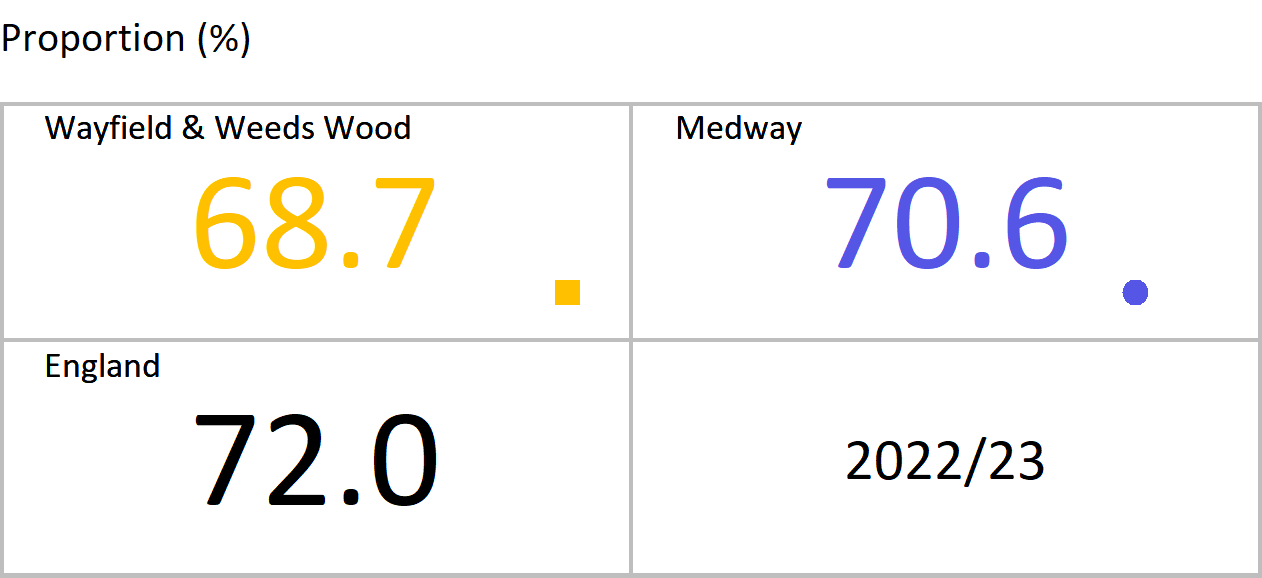 Proportion (%)
Wayfield & Weeds Wood
68.7
Medway
70.6
England
72.0
2022/23